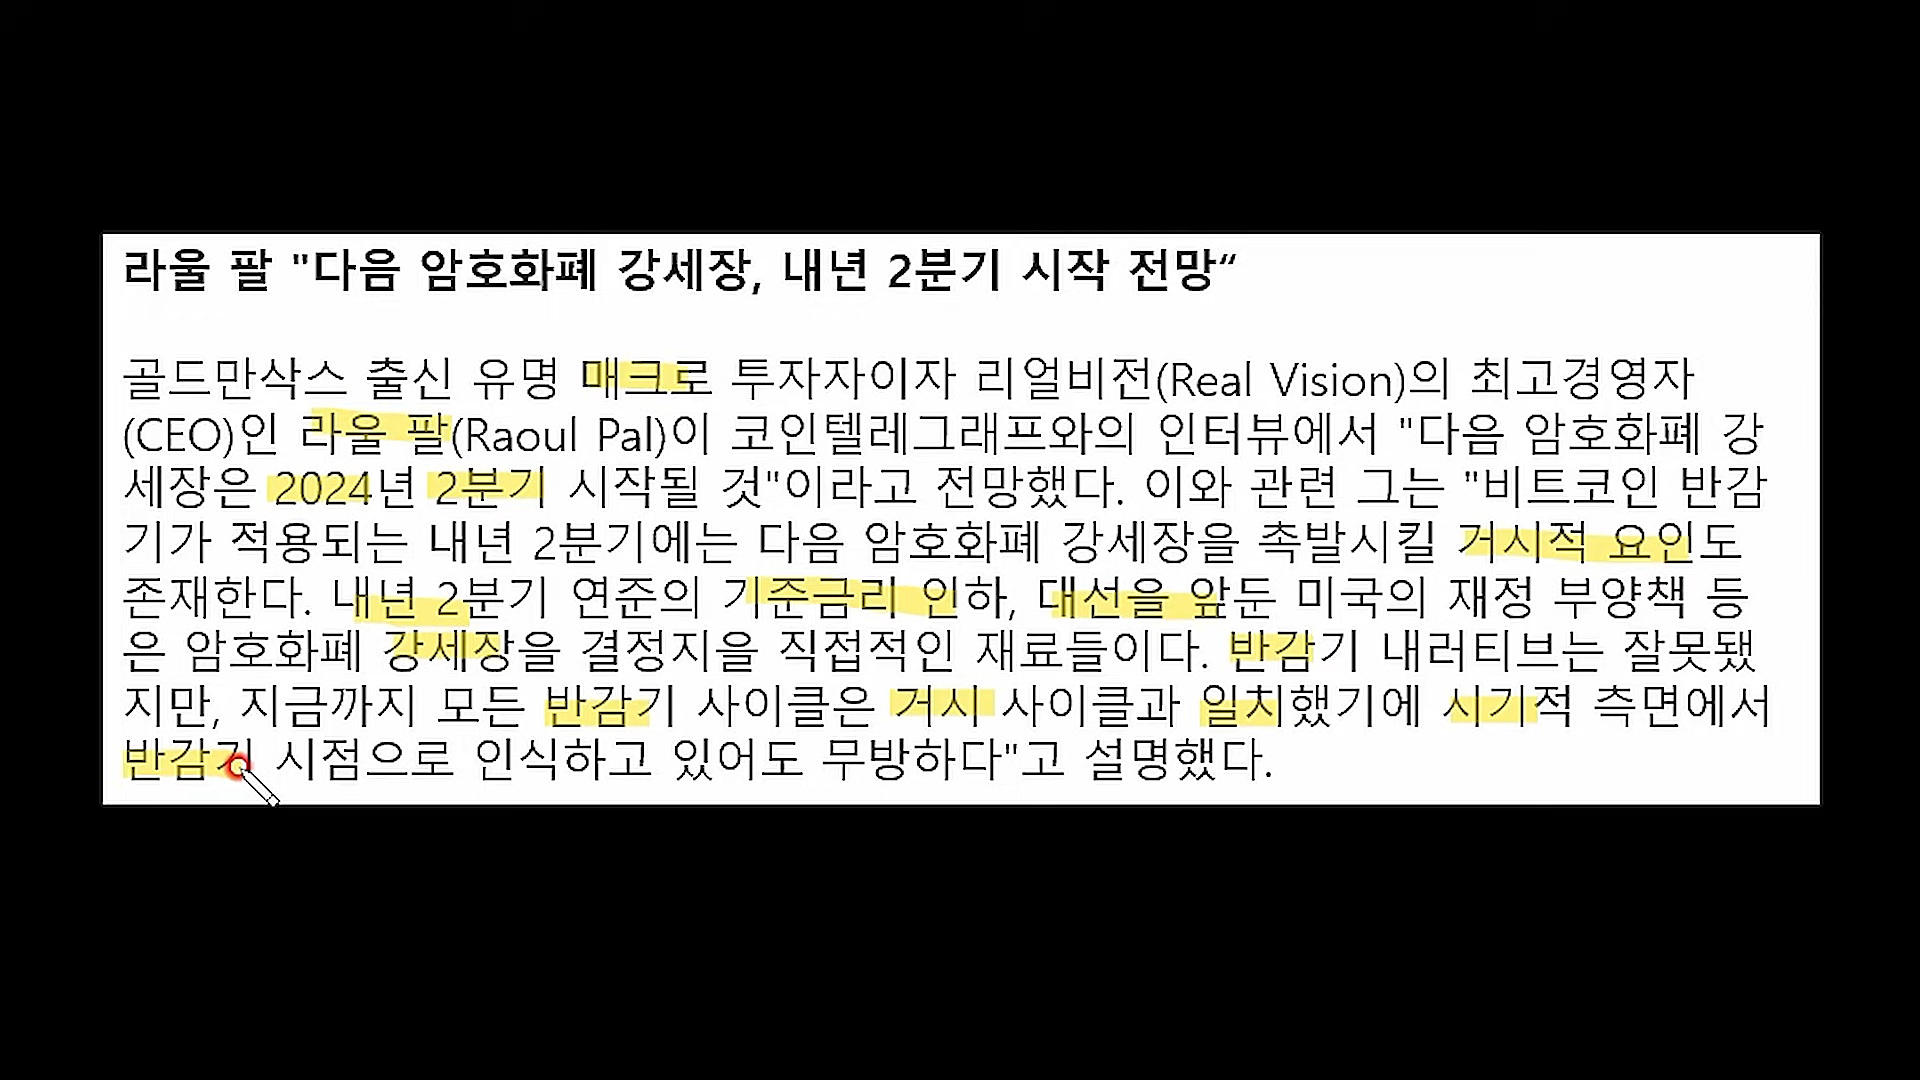 라울 팔 "다음 암호화폐 강세장, 내년 2분기 시작 전망“
골드만삭스 출신 유명 매크로 투자자이자 리얼비전(Real Vision)의 최고경영자
(CEO)인 라울 팔(Raoul Pal)이 코인텔레그래프와의 인터뷰에서 "다음 암호화폐 강
세장은 2024년 2분기 시작될 것"이라고 전망했다. 이와 관련 그는 "비트코인 반감
기가 적용되는 내년 2분기에는 다음 암호화폐 강세장을 촉발시킬 거시적 요인도
존재한다. 내년 2분기 연준의 기준금리 인하, 대선을 앞둔 미국의 재정 부양책 등
은 암호화폐 강세장을 결정지을 직접적인 재료들이다. 반감기 내러티브는 잘못됐
지만, 지금까지 모든 반감기 사이클은 거시 사이클과 일치했기에 시기적 측면에서
반감기 시점으로 인식하고 있어도 무방하다"고 설명했다.